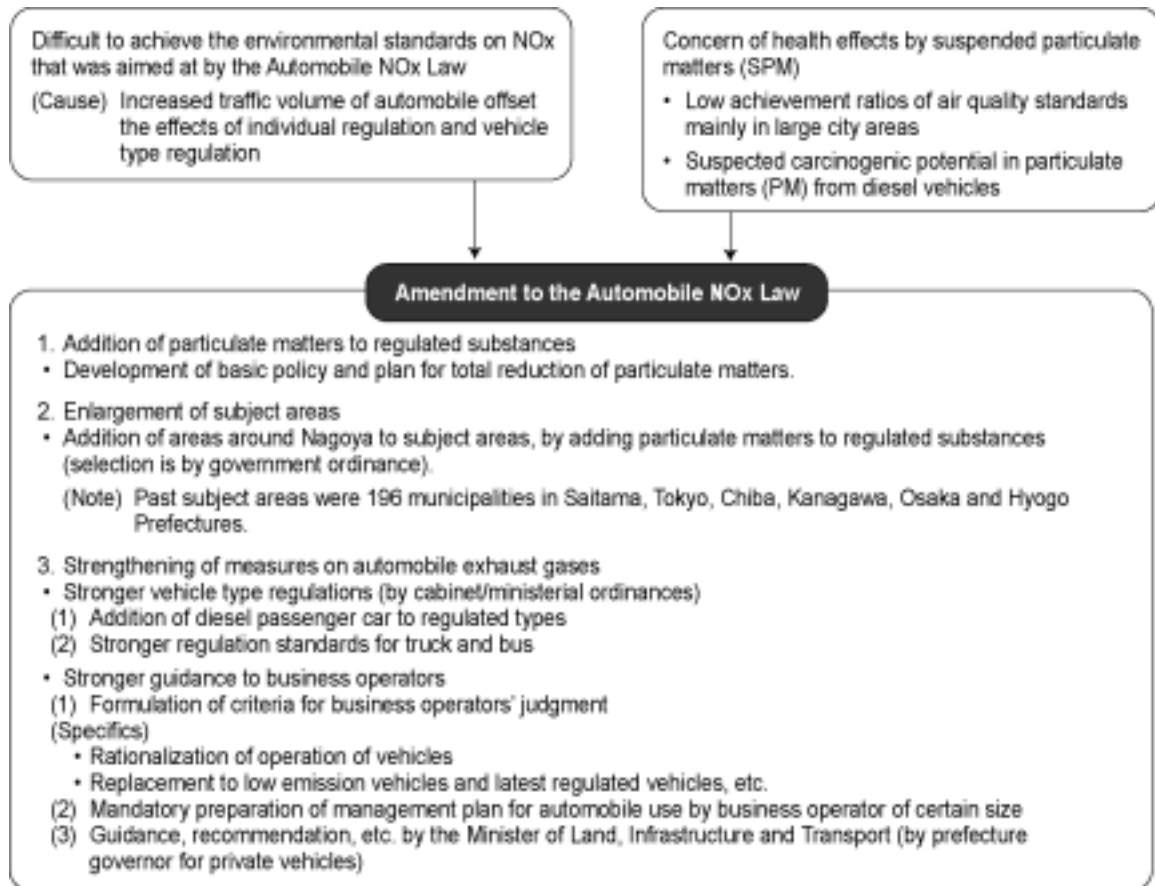 Difficult to achieve the environmental standards on NOx
that was aimed at by the Automobile NOx Law
(Cause) Increased traffic volume of automobile offset
the effects of individual regulation and vehicle
type regulation
Concern of health effects by suspended particulate
matters (SPM)
• Low achievement ratios of air quality standards
mainly in large city areas
• Suspected carcinogenic potential in particulate
matters (PM) from diesel vehicles
Amendment to the Automobile NOx Law
1. Addition of particulate matters to regulated substances
• Development of basic policy and plan for total reduction of particulate matters.
2. Enlargement of subject areas
• Addition of areas around Nagoya to subject areas, by adding particulate matters to regulated substances
(selection is by government ordinance).
(Note) Past subject areas were 196 municipalities in Saitama, Tokyo, Chiba, Kanagawa, Osaka and Hyogo
Prefectures.
3. Strengthening of measures on automobile exhaust gases
• Stronger vehicle type regulations (by cabinet/ministerial ordinances)
(1) Addition of diesel passenger car to regulated types
(2) Stronger regulation standards for truck and bus
• Stronger guidance to business operators
(1) Formulation of criteria for business operators' judgment
(Specifics)
• Rationalization of operation of vehicles
• Replacement to low emission vehicles and latest regulated vehicles, etc.
(2) Mandatory preparation of management plan for automobile use by business operator of certain size
(3) Guidance, recommendation, etc. by the Minister of Land, Infrastructure and Transport (by prefecture
governor for private vehicles)